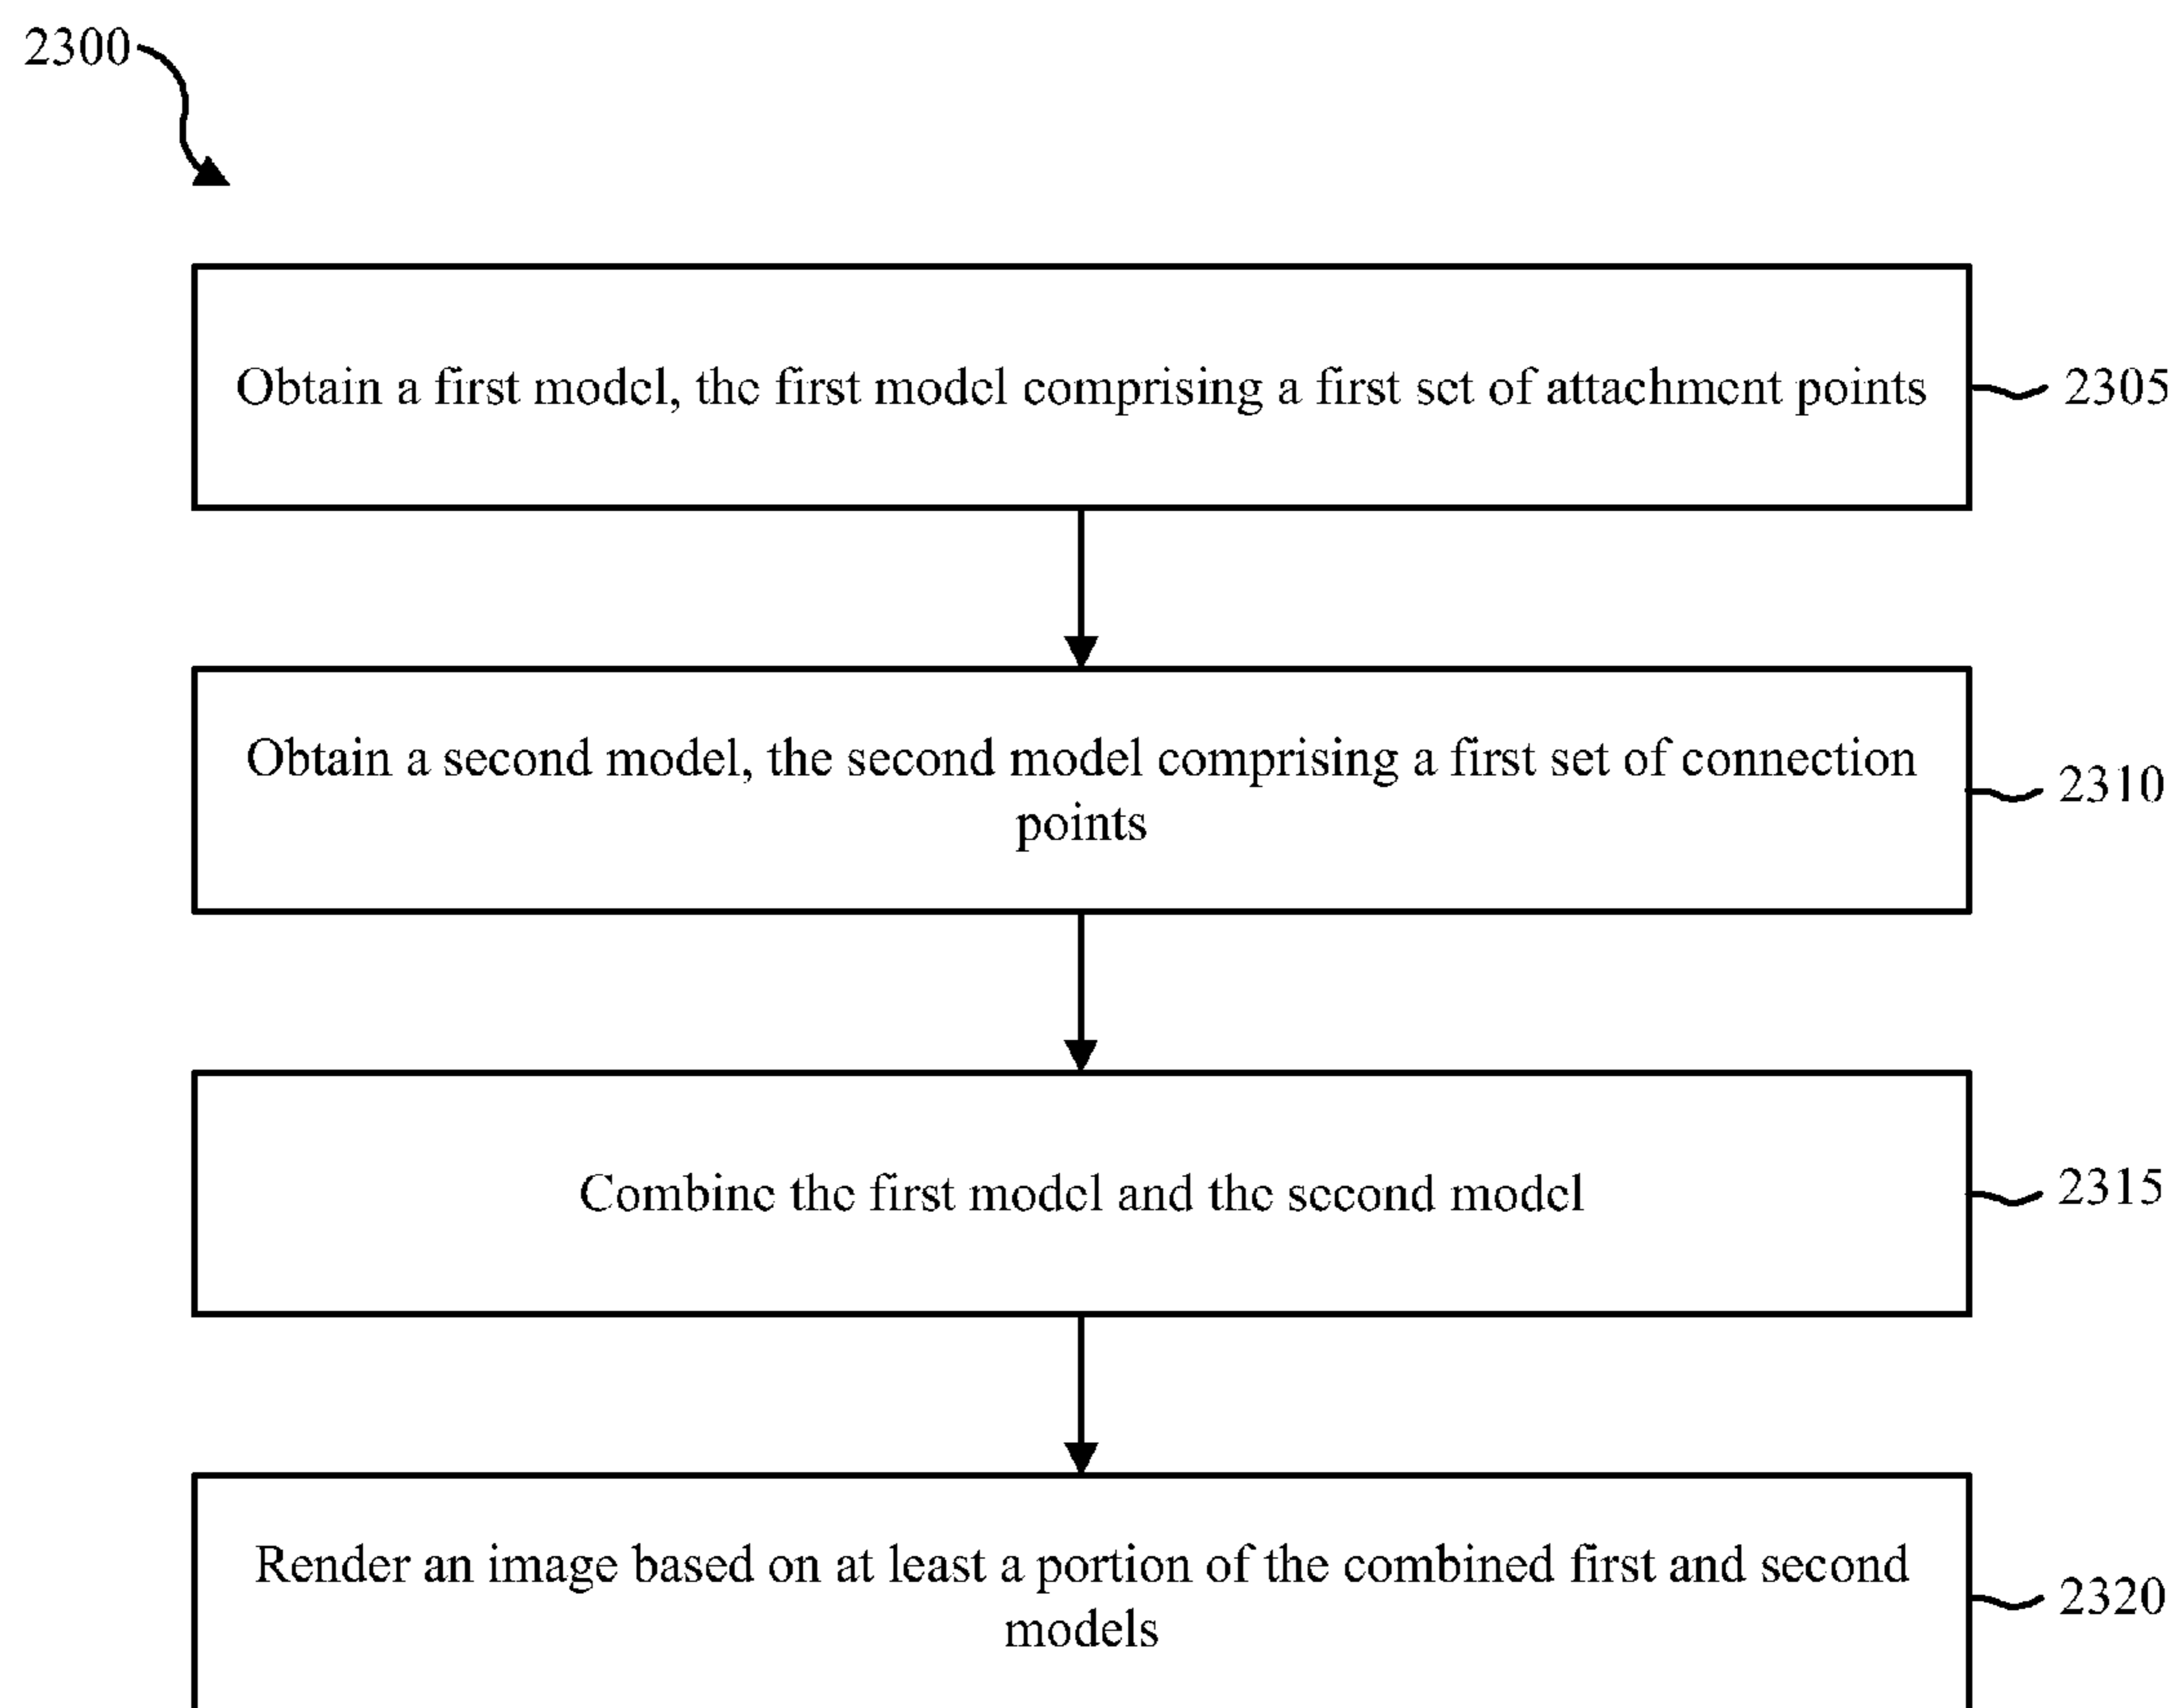 2300
Obtain a first model, the first model comprising a first set of attachment points
2305
Obtain a second model, the second model comprising a first set of connection
points
2310
Combine the first model and the second model
2315
Render an image based on at least a portion of the combined first and second
models
2320